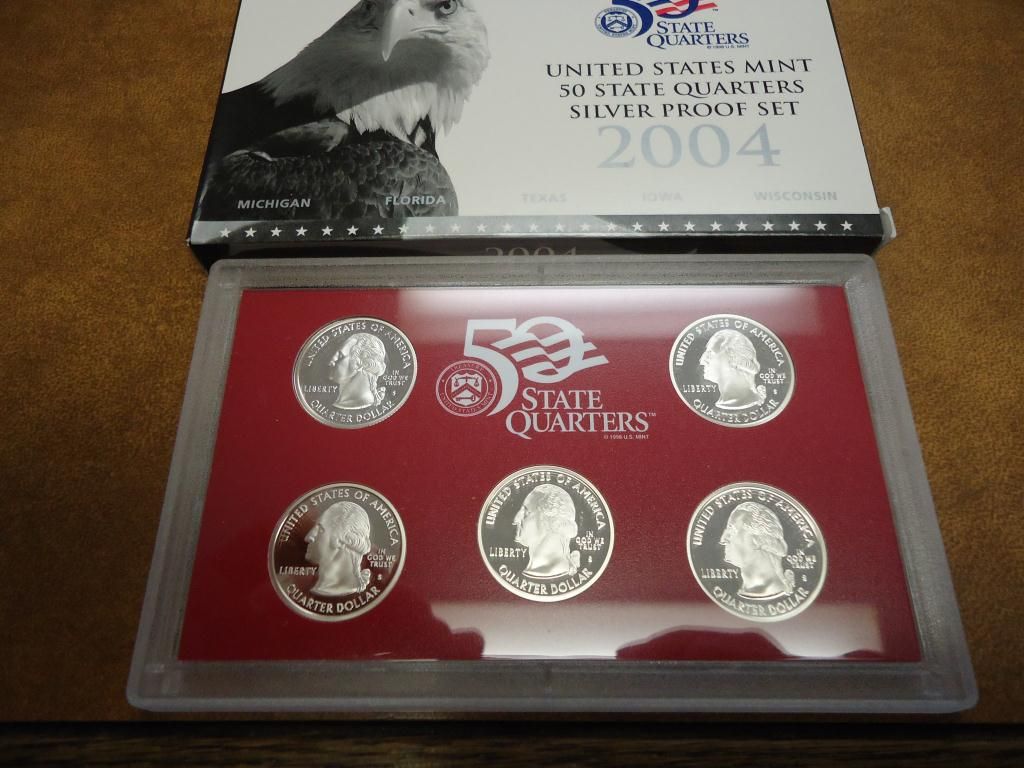 50
STATE
QUARTERS
© 1998 U.S. MINT
UNITED STATES MINT
50 STATE QUARTERS
SILVER PROOF SET
2004
MICHIGAN FLORIDA TEXAS IOWA WISCONSIN
2004
UNITED STATES OF AMERICA
LIBERTY
IN
GOD WE
TRUST
S
QUARTER DOLLAR
50
STATE
QUARTERS™
© 1998 U.S. MINT
UNITED STATES OF AMERICA
LIBERTY
IN
GOD WE
TRUST
S
QUARTER DOLLAR
UNITED STATES OF AMERICA
LIBERTY
IN
GOD WE
TRUST
S
QUARTER DOLLAR
UNITED STATES OF AMERICA
LIBERTY
IN
GOD WE
TRUST
S
QUARTER DOLLAR
UNITED STATES OF AMERICA
LIBERTY
IN
GOD WE
TRUST
S
QUARTER DOLLAR